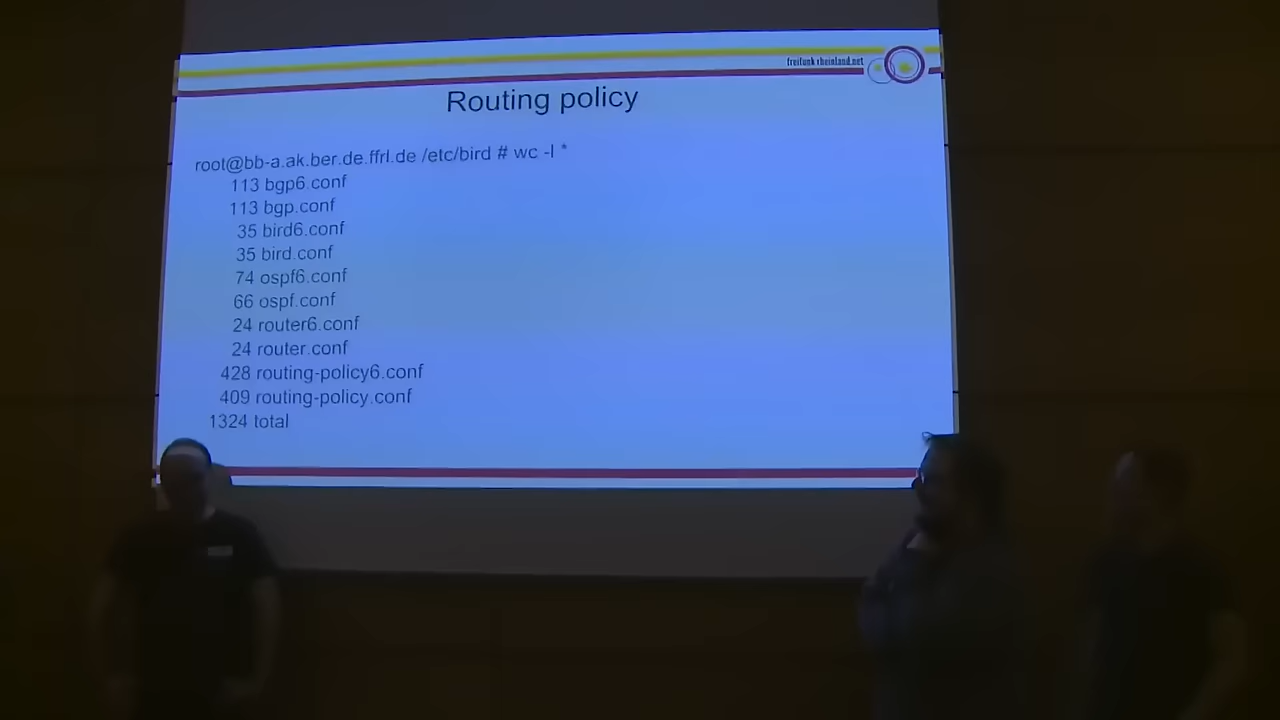 freifunk rheinland.net
Routing policy
root@bb-a.ak.ber.de.ffrl.de /etc/bird # wc -l *
113 bgp6.conf
113 bgp.conf
35 bird6.conf
35 bird.conf
74 ospf6.conf
66 ospf.conf
24 router6.conf
24 router.conf
428 routing-policy6.conf
409 routing-policy.conf
1324 total